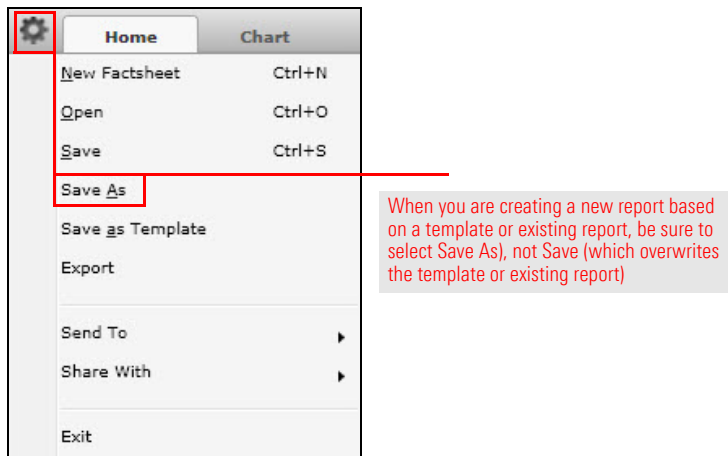 Home Chart
New Factsheet Ctrl+N
Open Ctrl+O
Save Ctrl+S
Save As
Save as Template
Export
Send To
Share With
Exit
When you are creating a new report based
on a template or existing report, be sure to
select Save As), not Save (which overwrites
the template or existing report)